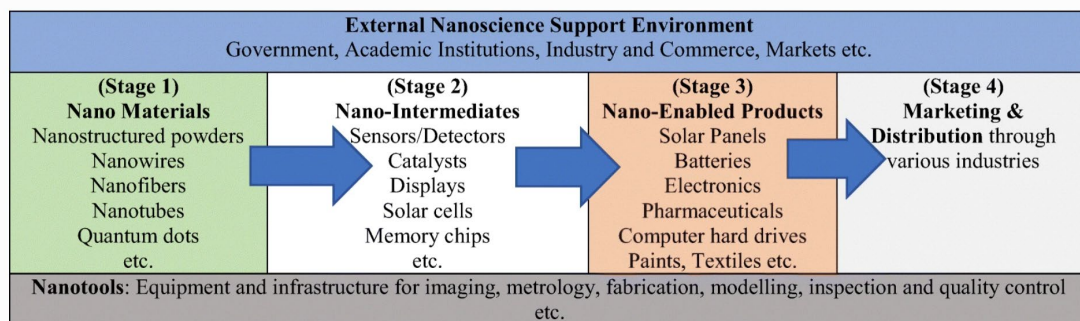 External Nanoscience Support Environment
Government, Academic Institutions, Industry and Commerce, Markets etc.
(Stage 1)
Nano Materials
Nanostructured powders
Nanowires
Nanofibers
Nanotubes
Quantum dots
etc.
(Stage 2)
Nano-Intermediates
Sensors/Detectors
Catalysts
Displays
Solar cells
Memory chips
etc.
(Stage 3)
Nano-Enabled Products
Solar Panels
Batteries
Electronics
Pharmaceuticals
Computer hard drives
Paints, Textiles etc.
(Stage 4)
Marketing &
Distribution through
various industries
Nanotools: Equipment and infrastructure for imaging, metrology, fabrication, modelling, inspection and quality control
etc.